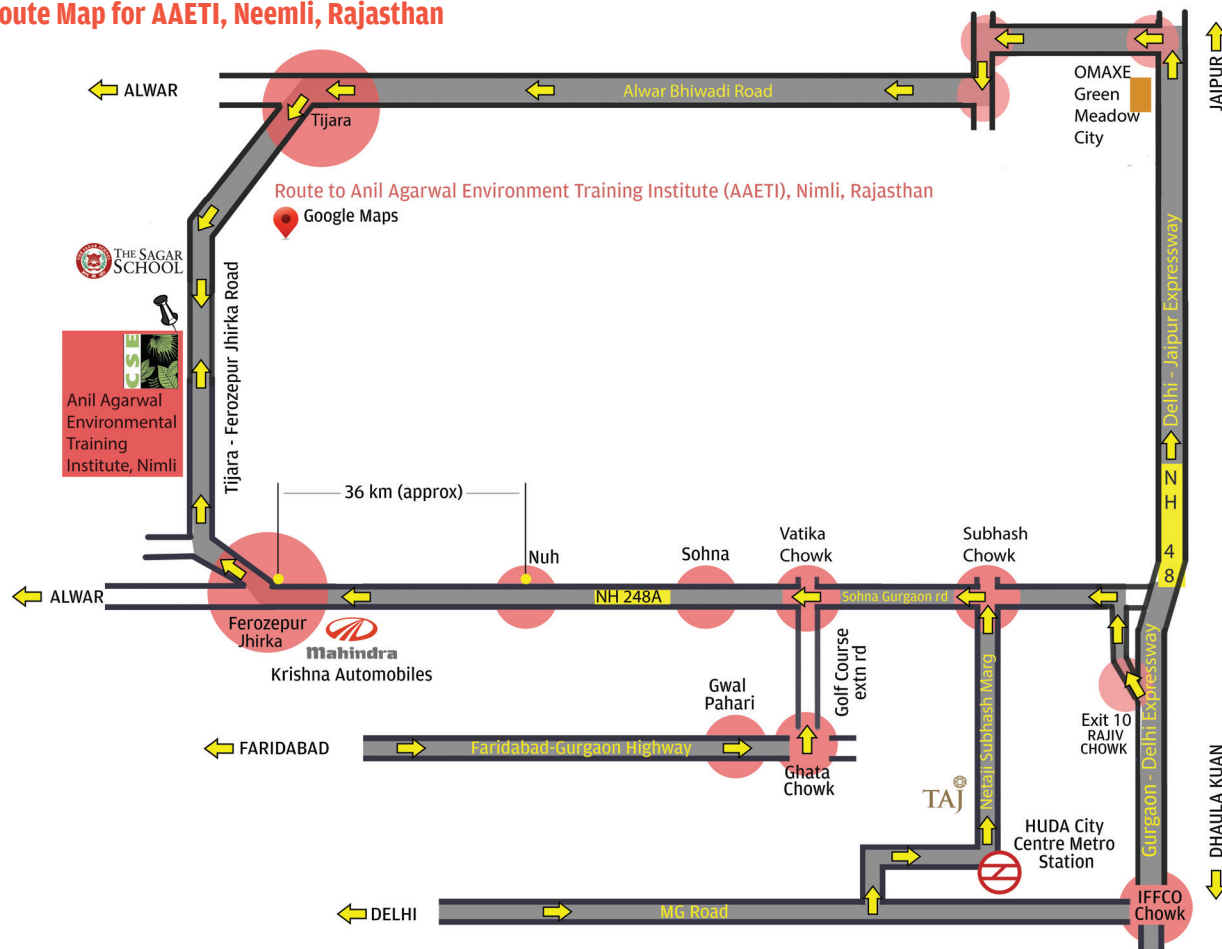 oute Map for AAETI, Neemli, Rajasthan
ALWAR
Alwar Bhiwadi Road
Tijara
OMAXE
Green
Meadow
City
JAIPUR
Route to Anil Agarwal Environment Training Institute (AAETI), Nimli, Rajasthan
Google Maps
THE SAGAR
SCHOOL
Tijara - Ferozepur Jhirka Road
Delhi - Jaipur Expressway
CSE
Anil Agarwal
Environmental
Training
Institute, Nimli
NH 48
36 km (approx)
Nuh
Sohna
Vatika
Chowk
Subhash
Chowk
ALWAR
NH 248A
Sohna Gurgaon rd
Ferozepur
Jhirka
Mahindra
Krishna Automobiles
Golf Course
extn rd
Netaji Subhash Marg
Gwal
Pahari
Exit 10
RAJIV
CHOWK
Gurgaon - Delhi Expressway
FARIDABAD
Faridabad-Gurgaon Highway
Ghata
Chowk
TAJ
DHAULA KUAN
HUDA City
Centre Metro
Station
DELHI
MG Road
IFFCO
Chowk